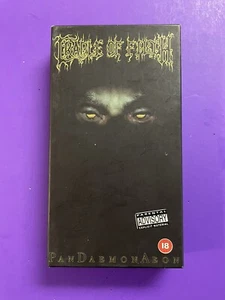 CRADLE OF FILTH
PARENTAL
ADVISORY
EXPLICIT MATERIAL
18
PANDAEMONAEON